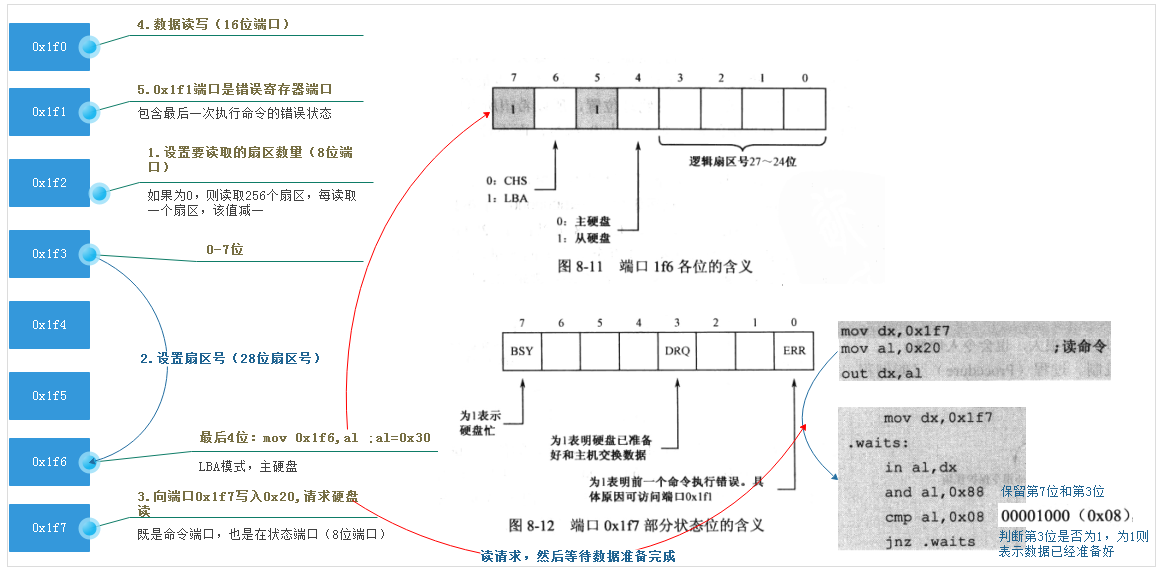 0x1f0
4.数据读写（16位端口）
0x1f1
5.0x1f1端口是错误寄存器端口
包含最后一次执行命令的错误状态
0x1f2
1.设置要读取的扇区数量（8位端
口）
如果为0，则读取256个扇区，每读取
一个扇区，该值减一
0x1f3
0-7位
0x1f4
2.设置扇区号（28位扇区号）
0x1f5
0x1f6
最后4位：mov 0x1f6,al ;al=0x30
LBA模式，主硬盘
0x1f7
3.向端口0x1f7写入0x20,请求硬盘
读
既是命令端口，也是在状态端口（8位端口）
7 6 5 4 3 2 1 0
1 1
逻辑扇区号27～24位
0：CHS
1：LBA
0：主硬盘
1：从硬盘
图 8-11 端口 1f6 各位的含义
7 6 5 4 3 2 1 0
BSY DRQ ERR
为1表示
硬盘忙
为1表明硬盘已准备
好和主机交换数据
为1表明前一个命令执行错误。具
体原因可访问端口0x1f1
图 8-12 端口 0x1f7 部分状态位的含义
读请求，然后等待数据准备完成
mov dx,0x1f7
mov al,0x20 ;读命令
out dx,al
mov dx,0x1f7
.waits:
in al,dx
and al,0x88
cmp al,0x08
jnz .waits
保留第7位和第3位
00001000（0x08）
判断第3位是否为1，为1则
表示数据已经准备好